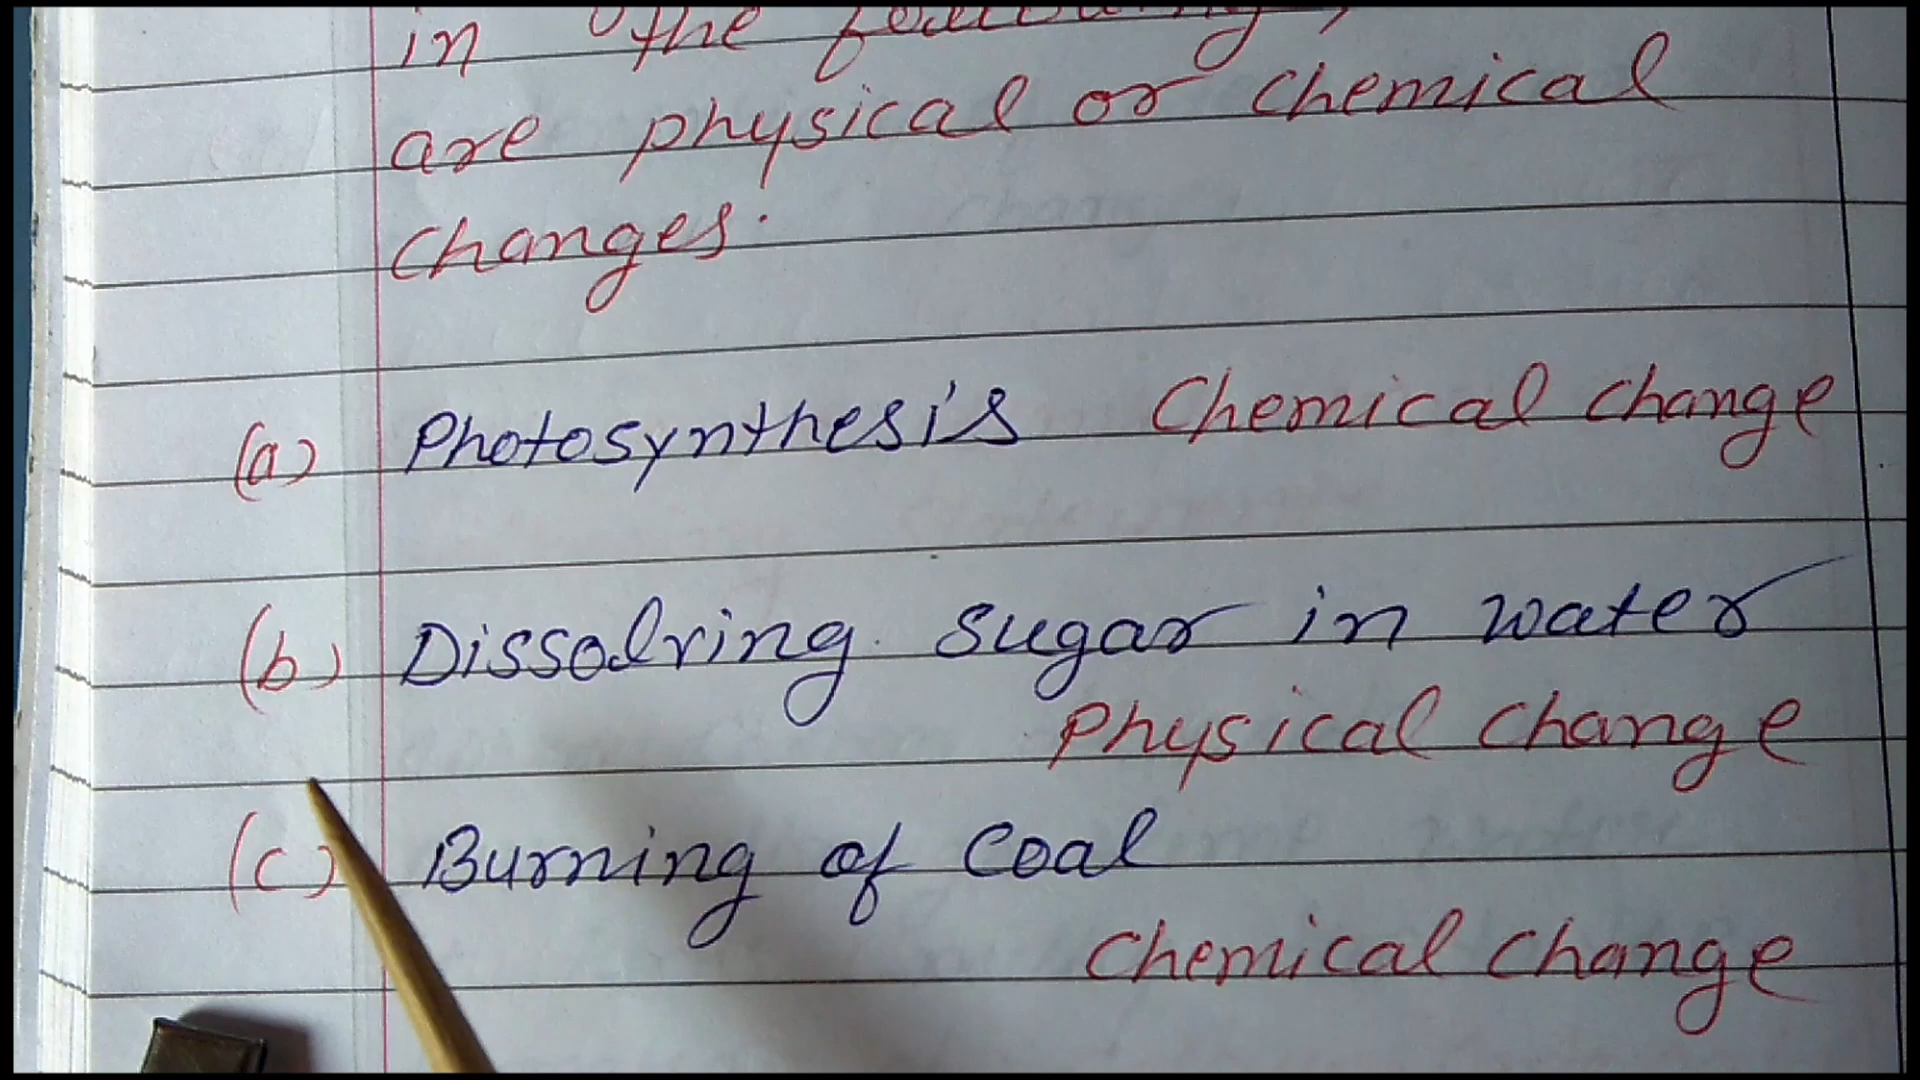 in the following,
are physical or chemical
changes.
(a) Photosynthesis Chemical change
(b) Dissolving sugar in water
Physical change
(c) Burning of coal
Chemical change